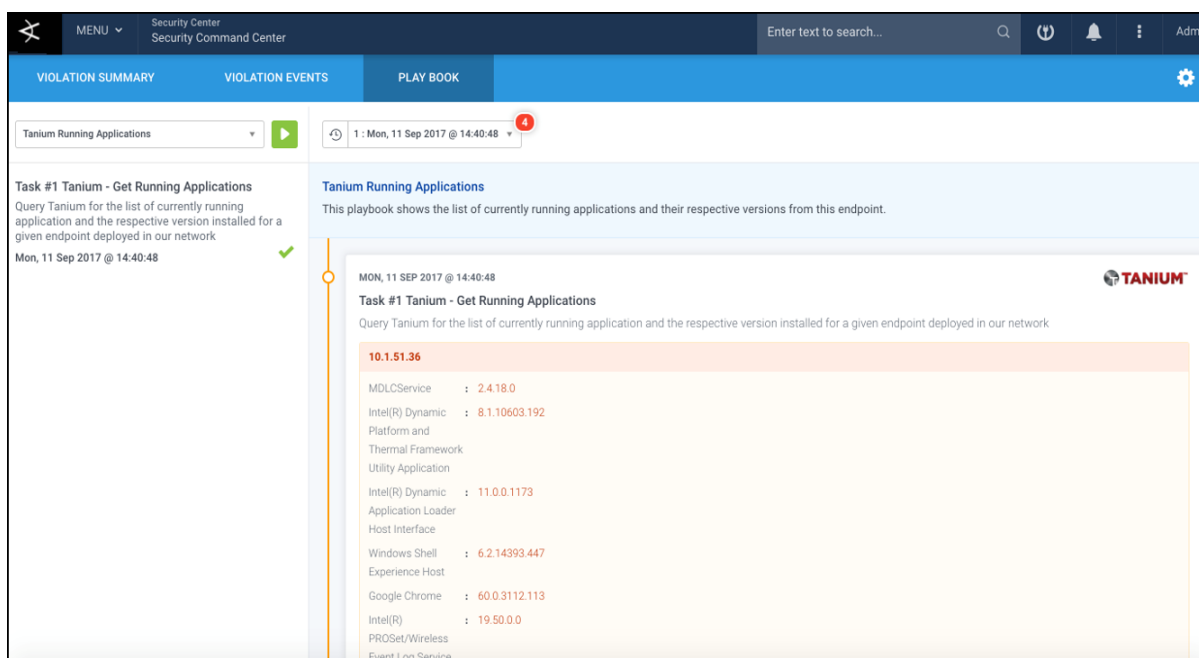 MENU
Security Center
Security Command Center
Enter text to search...
Adm
VIOLATION SUMMARY
VIOLATION EVENTS
PLAY BOOK
Tanium Running Applications
1 : Mon, 11 Sep 2017 @ 14:40:48
4
Task #1 Tanium - Get Running Applications
Query Tanium for the list of currently running
application and the respective version installed for a
given endpoint deployed in our network
Mon, 11 Sep 2017 @ 14:40:48
Tanium Running Applications
This playbook shows the list of currently running applications and their respective versions from this endpoint.
MON, 11 SEP 2017 @ 14:40:48
TANIUM
Task #1 Tanium - Get Running Applications
Query Tanium for the list of currently running application and the respective version installed for a given endpoint deployed in our network
10.1.51.36
MDLCService : 2.4.18.0
Intel(R) Dynamic : 8.1.10603.192
Platform and
Thermal Framework
Utility Application
Intel(R) Dynamic : 11.0.0.1173
Application Loader
Host Interface
Windows Shell : 6.2.14393.447
Experience Host
Google Chrome : 60.0.3112.113
Intel(R) : 19.50.0.0
PROSet/Wireless
Event Log Service